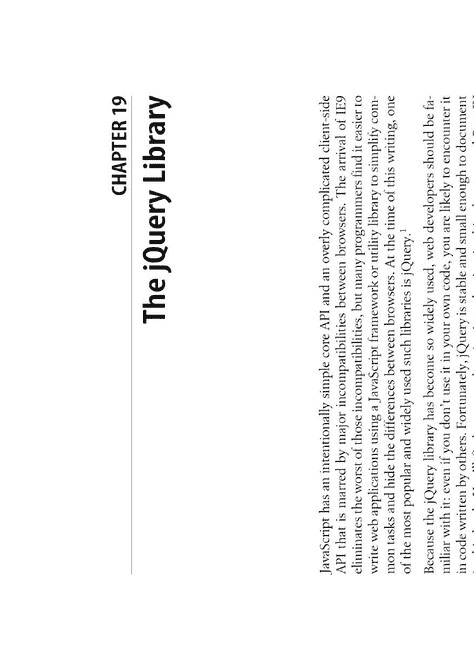 CHAPTER 19
The jQuery Library
JavaScript has an intentionally simple core API and an overly complicated client-side
API that is marred by major incompatibilities between browsers. The arrival of IE9
eliminates the worst of those incompatibilities, but many programmers find it easier to
write web applications using a JavaScript framework or utility library to simplify com-
mon tasks and hide the differences between browsers. At the time of this writing, one
of the most popular and widely used such libraries is jQuery.1
Because the jQuery library has become so widely used, web developers should be fa-
miliar with it: even if you don't use it in your own code, you are likely to encounter it
in code written by others. Fortunately, jQuery is stable and small enough to document